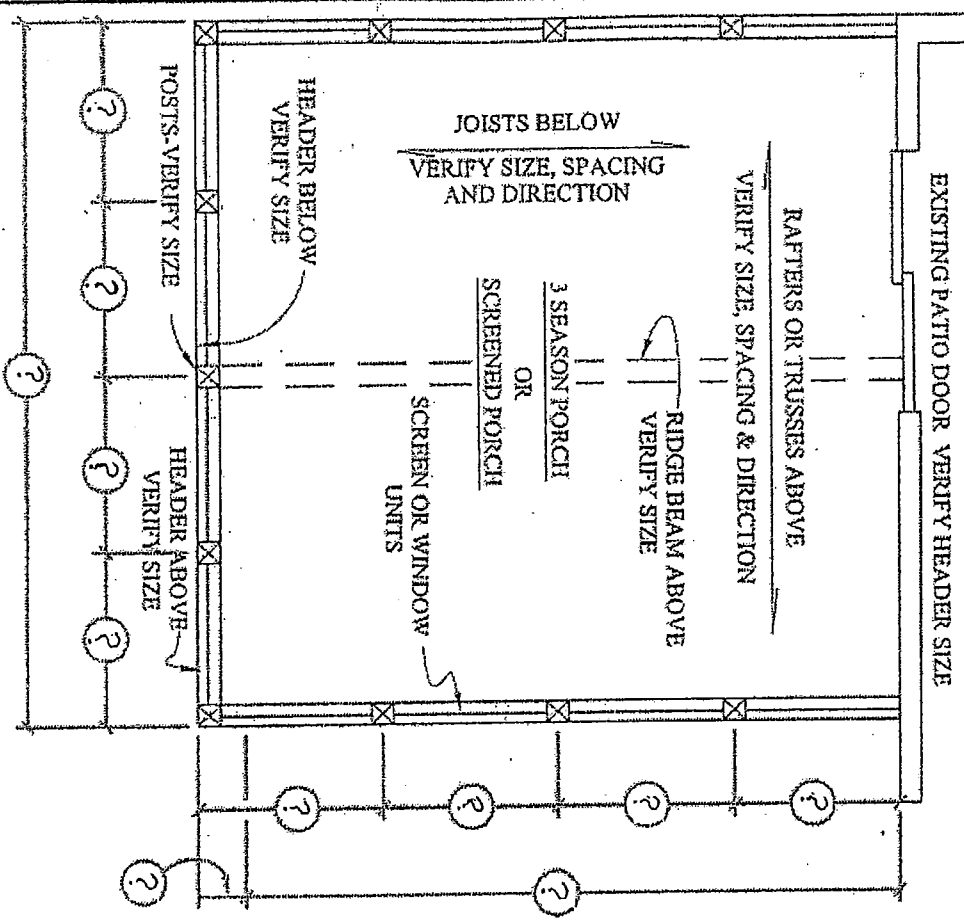 EXISTING PATIO DOOR VERIFY HEADER SIZE
RAFTERS OR TRUSSES ABOVE
VERIFY SIZE, SPACING & DIRECTION
JOISTS BELOW
VERIFY SIZE, SPACING
AND DIRECTION
RIDGE BEAM ABOVE
VERIFY SIZE
3 SEASON PORCH
OR
SCREENED PORCH
SCREEN OR WINDOW
UNITS
HEADER BELOW
VERIFY SIZE
POSTS-VERIFY SIZE
HEADER ABOVE
VERIFY SIZE
?
?
?
?
?
?
?
?
?
?
?